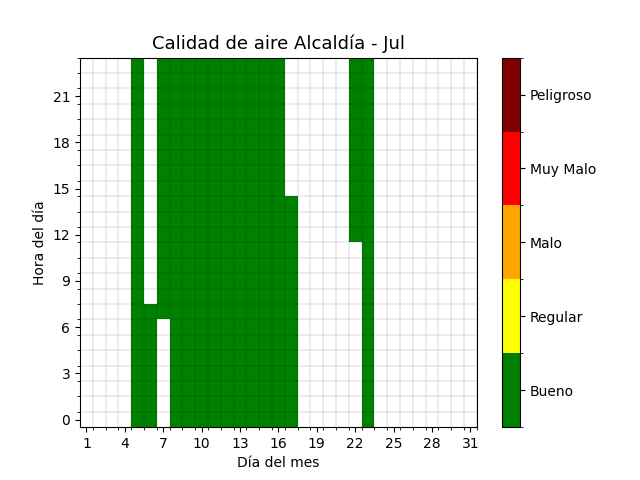 Calidad de aire Alcaldía - Jul
Hora del día
21
18
15
12
9
6
3
0
1 4 7 10 13 16 19 22 25 28 31
Día del mes
Peligroso
Muy Malo
Malo
Regular
Bueno